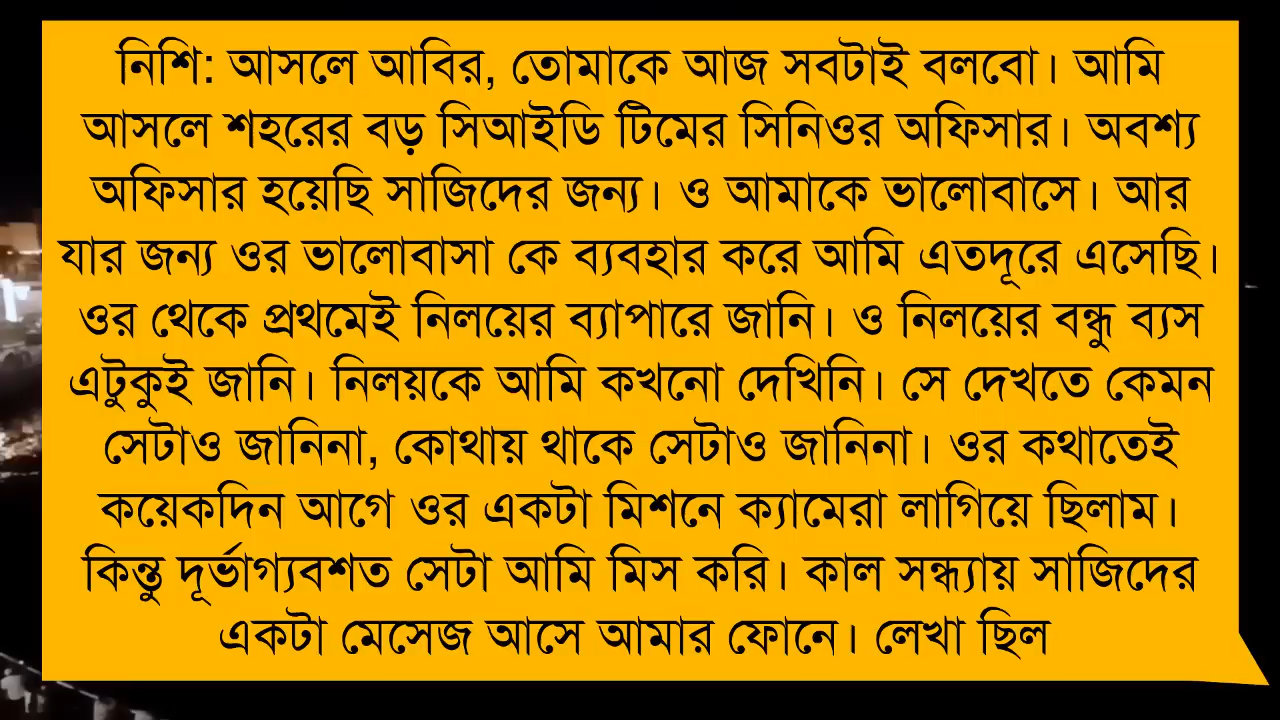 নিশি: আসলে আবির, তোমাকে আজ সবটাই বলবো। আমি
আসলে শহরের বড় সিআইডি টিমের সিনিওর অফিসার। অবশ্য
অফিসার হয়েছি সাজিদের জন্য। ও আমাকে ভালোবাসে। আর
যার জন্য ওর ভালোবাসা কে ব্যবহার করে আমি এতদূরে এসেছি।
ওর থেকে প্রথমেই নিলয়ের ব্যাপারে জানি। ও নিলয়ের বন্ধু ব্যস
এটুকুই জানি। নিলয়কে আমি কখনো দেখিনি। সে দেখতে কেমন
সেটাও জানিনা, কোথায় থাকে সেটাও জানিনা। ওর কথাতেই
কয়েকদিন আগে ওর একটা মিশনে ক্যামেরা লাগিয়ে ছিলাম।
কিন্তু দূর্ভাগ্যবশত সেটা আমি মিস করি। কাল সন্ধ্যায় সাজিদের
একটা মেসেজ আসে আমার ফোনে। লেখা ছিল